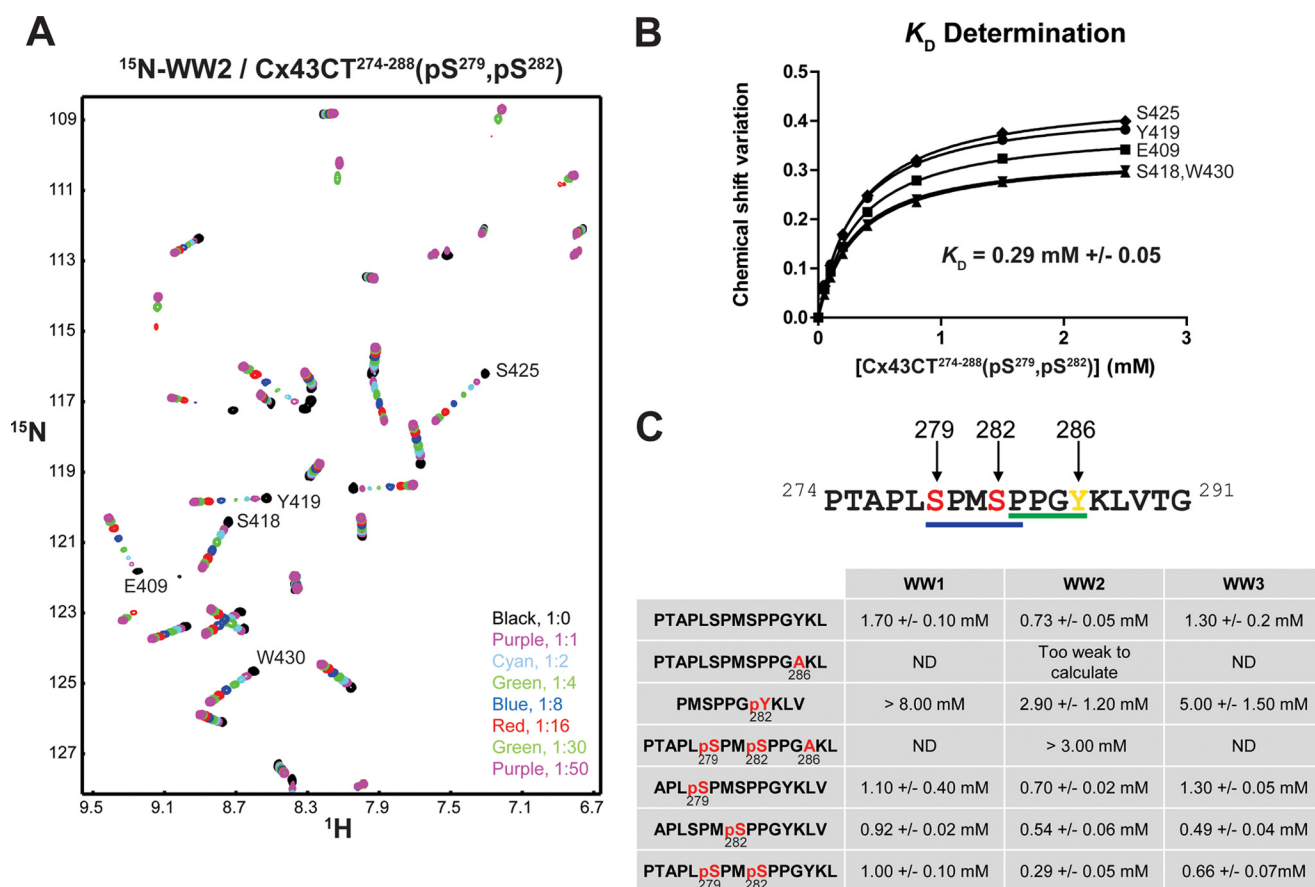 A
¹⁵N-WW2 / Cx43CT²⁷⁴⁻²⁸⁸(pS²⁷⁹,pS²⁸²)
109
111
113
115
117
119
121
123
125
127
¹⁵N
9.5 9.1 8.7 8.3 7.9 7.5 7.1 6.7
¹H
S425
Y419
S418
E409
W430
Black, 1:0
Purple, 1:1
Cyan, 1:2
Green, 1:4
Blue, 1:8
Red, 1:16
Green, 1:30
Purple, 1:50
B
K_D Determination
Chemical shift variation
0.5
0.4
0.3
0.2
0.1
0.0
0 1 2 3
[Cx43CT²⁷⁴⁻²⁸⁸(pS²⁷⁹,pS²⁸²)] (mM)
S425
Y419
E409
S418,W430
K_D = 0.29 mM +/- 0.05
C
279 282 286
274 PTAPLSPMSPPGYKLVTG 291
WW1 WW2 WW3
PTAPLSPMSPPGYKL 1.70 +/- 0.10 mM 0.73 +/- 0.05 mM 1.30 +/- 0.2 mM
PTAPLSPMSPPGAKL ND Too weak to calculate ND
286
PMSPPGpYKLV > 8.00 mM 2.90 +/- 1.20 mM 5.00 +/- 1.50 mM
282
PTAPLpSPMpSPPGAKL ND > 3.00 mM ND
279 282 286
APLpSPMSPPGYKLV 1.10 +/- 0.40 mM 0.70 +/- 0.02 mM 1.30 +/- 0.05 mM
279
APLSPMpSPPGYKLV 0.92 +/- 0.02 mM 0.54 +/- 0.06 mM 0.49 +/- 0.04 mM
282
PTAPLpSPMpSPPGYKL 1.00 +/- 0.10 mM 0.29 +/- 0.05 mM 0.66 +/- 0.07mM
279 282